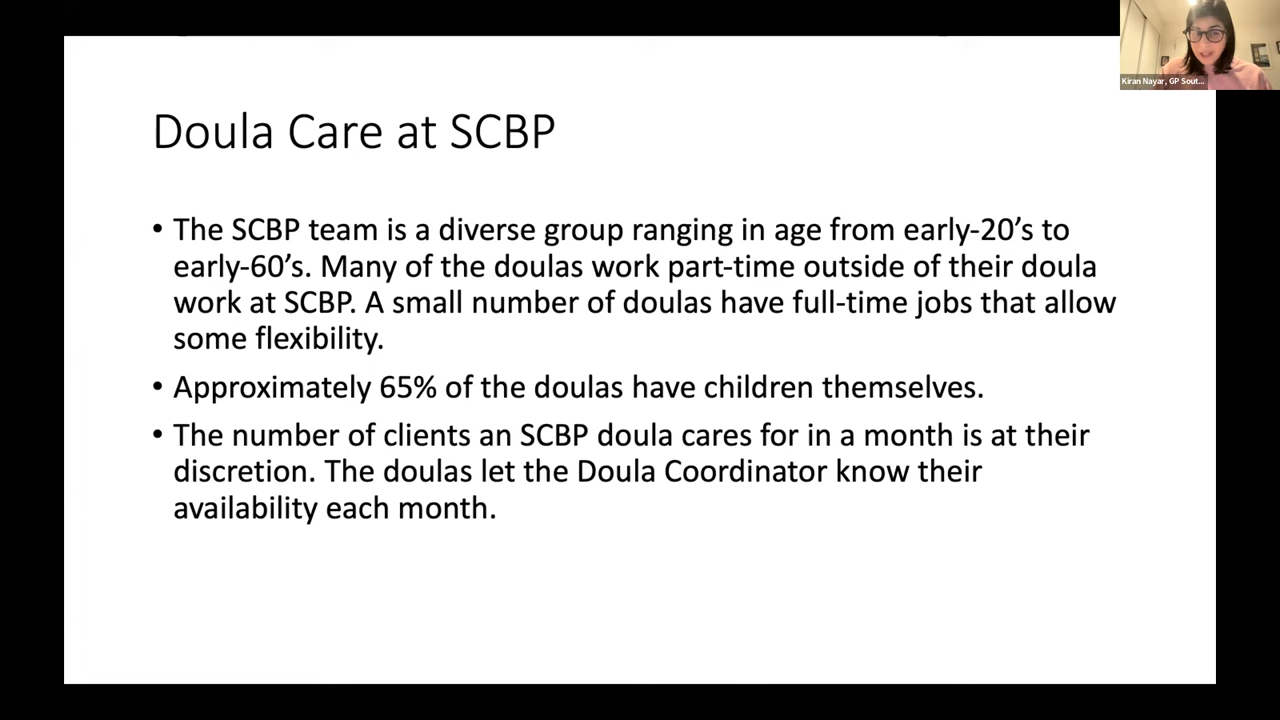 Kiran Nayar, GP Sout...
Doula Care at SCBP
• The SCBP team is a diverse group ranging in age from early-20's to
early-60's. Many of the doulas work part-time outside of their doula
work at SCBP. A small number of doulas have full-time jobs that allow
some flexibility.
• Approximately 65% of the doulas have children themselves.
• The number of clients an SCBP doula cares for in a month is at their
discretion. The doulas let the Doula Coordinator know their
availability each month.